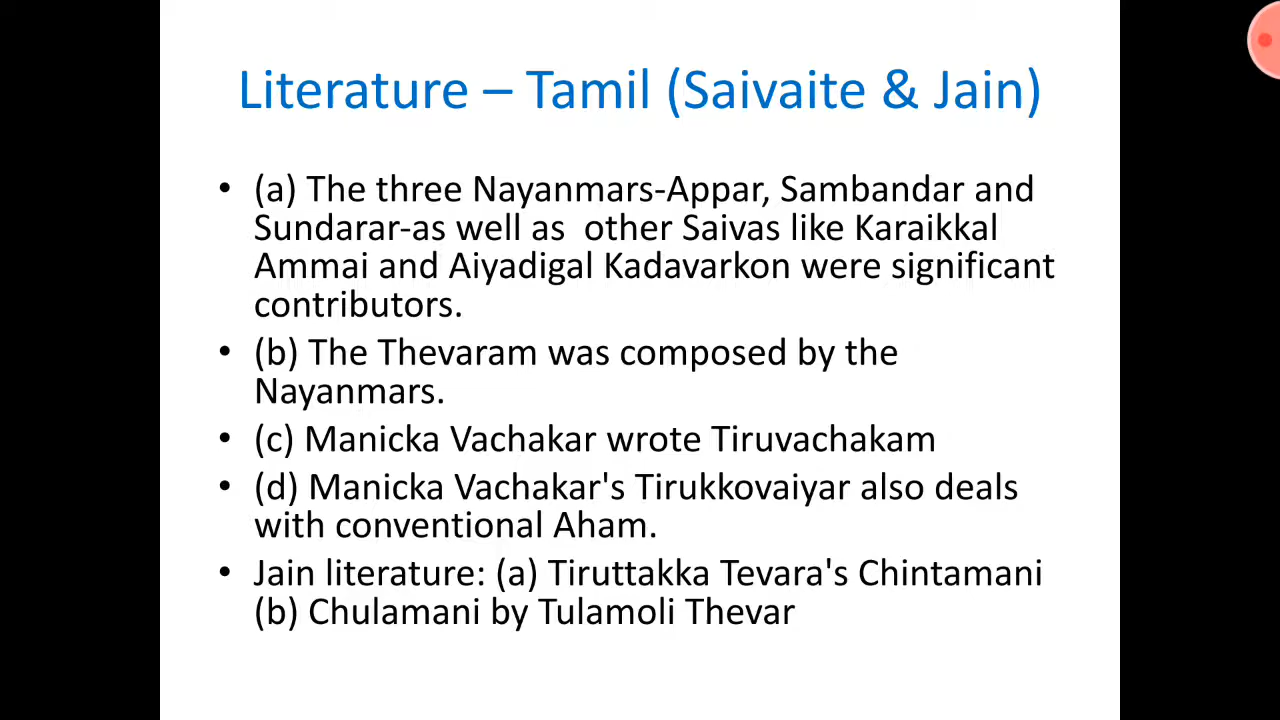 Literature – Tamil (Saivaite & Jain)
• (a) The three Nayanmars-Appar, Sambandar and
Sundarar-as well as  other Saivas like Karaikkal
Ammai and Aiyadigal Kadavarkon were significant
contributors.
• (b) The Thevaram was composed by the
Nayanmars.
• (c) Manicka Vachakar wrote Tiruvachakam
• (d) Manicka Vachakar's Tirukkovaiyar also deals
with conventional Aham.
• Jain literature: (a) Tiruttakka Tevara's Chintamani
(b) Chulamani by Tulamoli Thevar